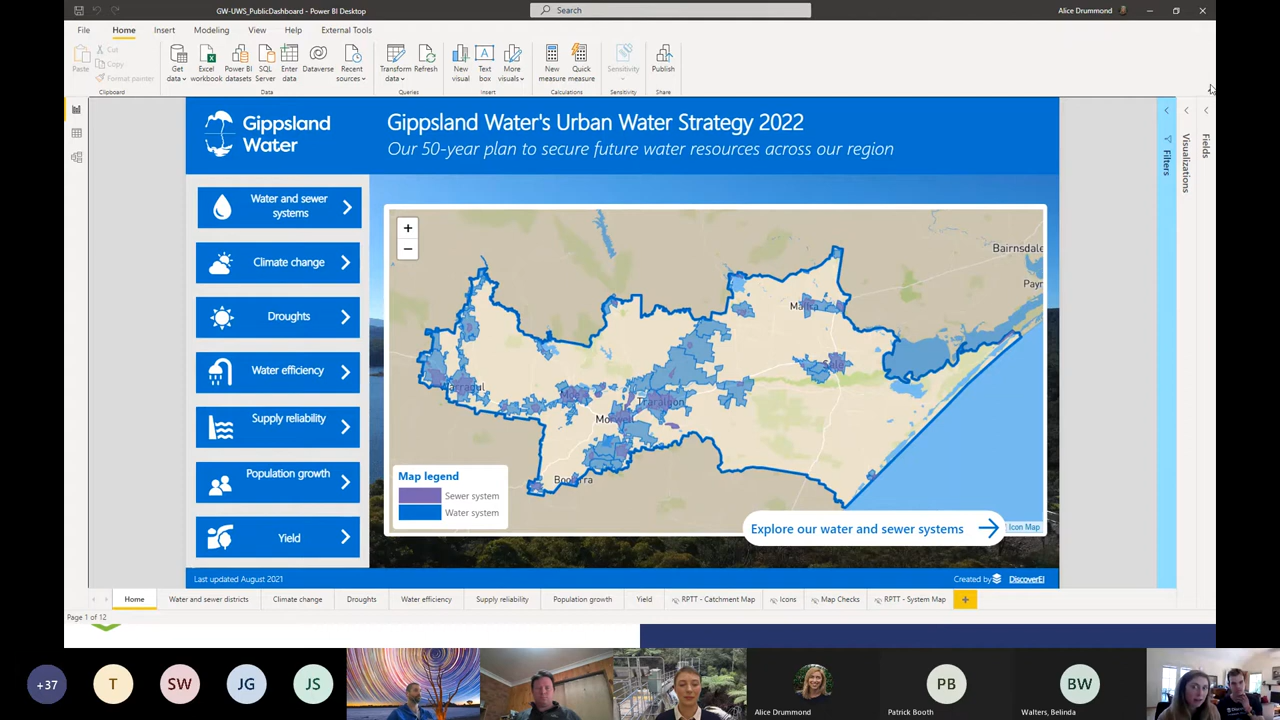 GW-UWS_PublicDashboard - Power BI Desktop
Search
Alice Drummond
File
Home
Insert
Modeling
View
Help
External Tools
Paste
Cut
Copy
Format painter
Clipboard
Get data
Excel workbook
Power BI datasets
SQL Server
Enter data
Dataverse
Recent sources
Data
Transform data
Refresh
Queries
New visual
Text box
More visuals
Insert
New measure
Quick measure
Calculations
Sensitivity
Sensitivity
Publish
Share
Gippsland
Water
Gippsland Water's Urban Water Strategy 2022
Our 50-year plan to secure future water resources across our region
Filters
Visualizations
Fields
Water and sewer
systems
Climate change
Droughts
Water efficiency
Supply reliability
Population growth
Yield
+
−
Bairnsdale
Sale
Warragul
Traralgon
Map legend
Sewer system
Water system
Explore our water and sewer systems
Icon Map
Last updated August 2021
Created by DiscoverEI
Home
Water and sewer districts
Climate change
Droughts
Water efficiency
Supply reliability
Population growth
Yield
RPTT - Catchment Map
Icons
Map Checks
RPTT - System Map
+
Page 1 of 12
+37
T
SW
JG
JS
Alice Drummond
PB
Patrick Booth
BW
Walters, Belinda